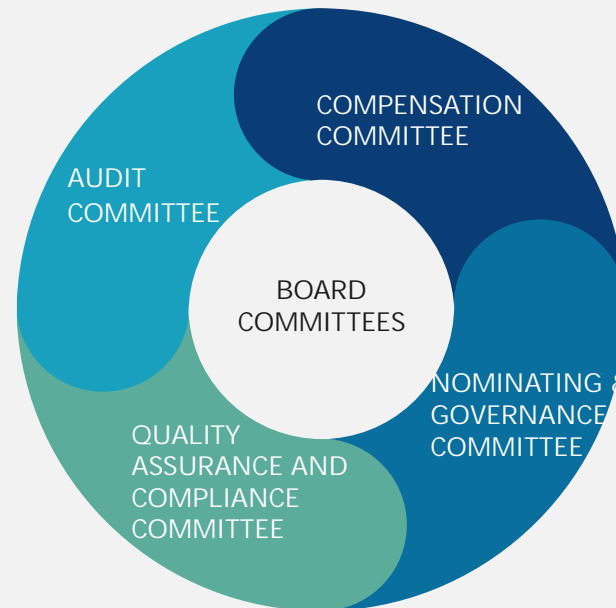 COMPENSATION
COMMITTEE
AUDIT
COMMITTEE
BOARD
COMMITTEES
NOMINATING &
GOVERNANCE
COMMITTEE
QUALITY
ASSURANCE AND
COMPLIANCE
COMMITTEE